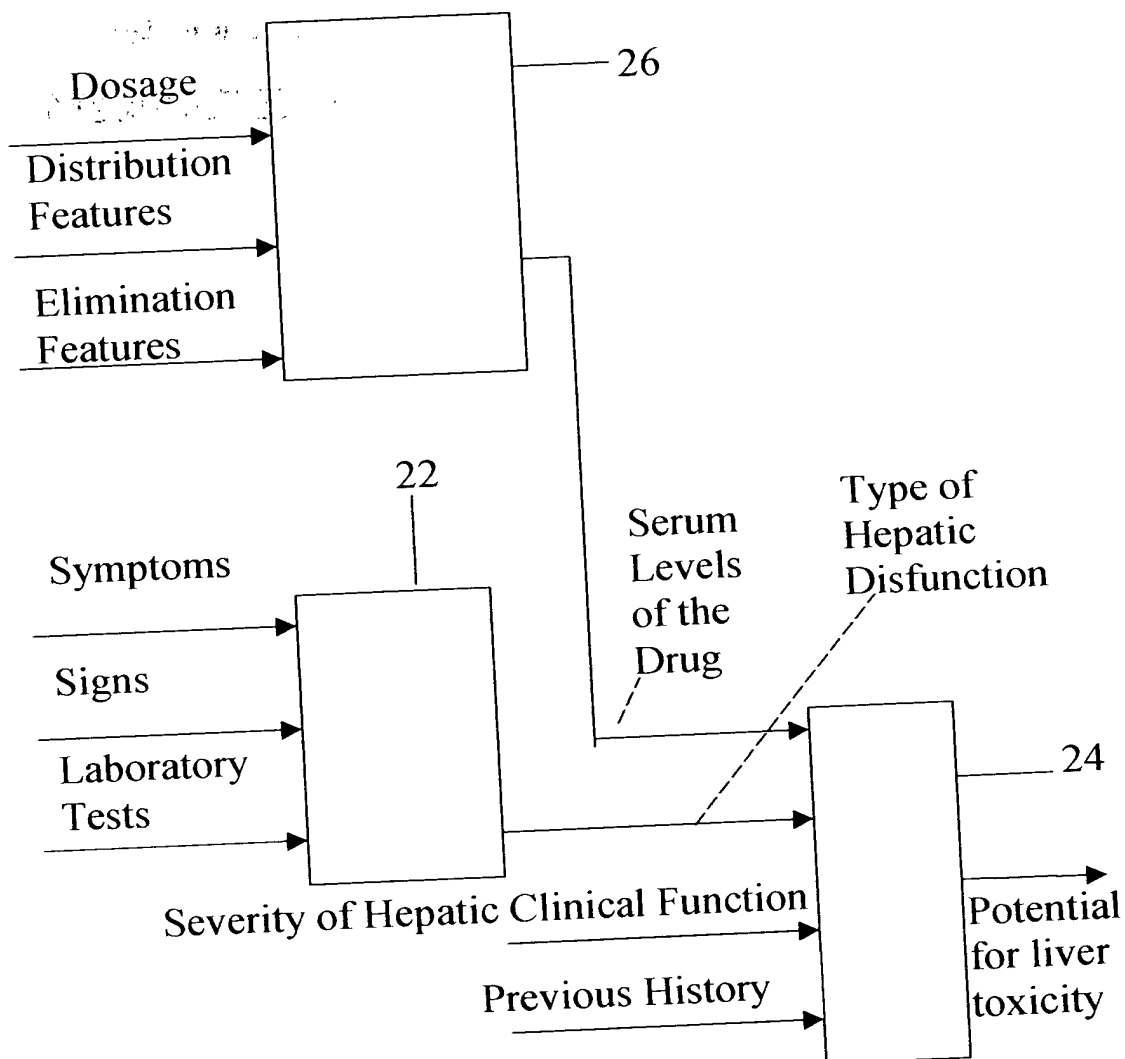 Dosage
26
Distribution
Features
Elimination
Features
22
Symptoms
Signs
Laboratory
Tests
Serum
Levels
of the
Drug
Type of
Hepatic
Disfunction
24
Severity of Hepatic Clinical Function
Previous History
Potential
for liver
toxicity